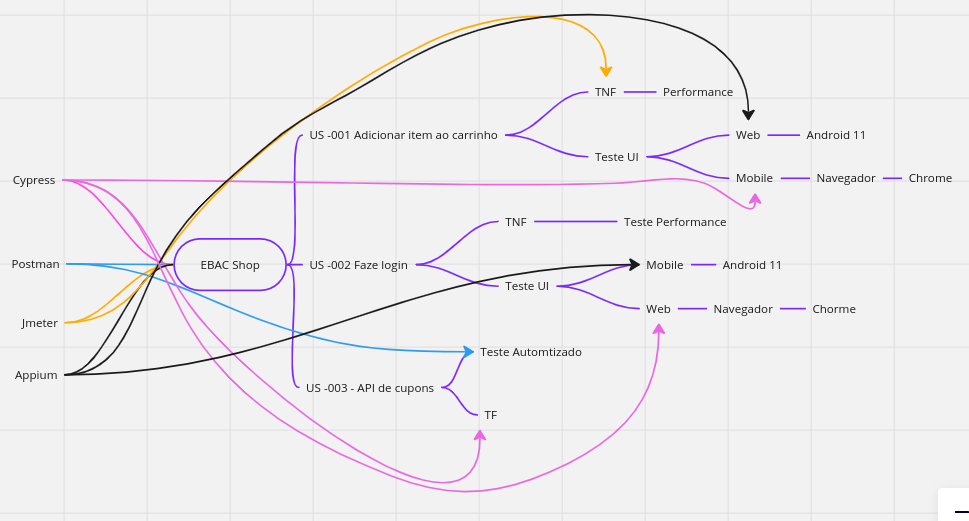 Cypress
Postman
Jmeter
Appium
EBAC Shop
US -001 Adicionar item ao carrinho
TNF
Performance
Teste UI
Web
Android 11
Mobile
Navegador
Chrome
US -002 Faze login
TNF
Teste Performance
Teste UI
Mobile
Android 11
Web
Navegador
Chorme
US -003 - API de cupons
Teste Automtizado
TF